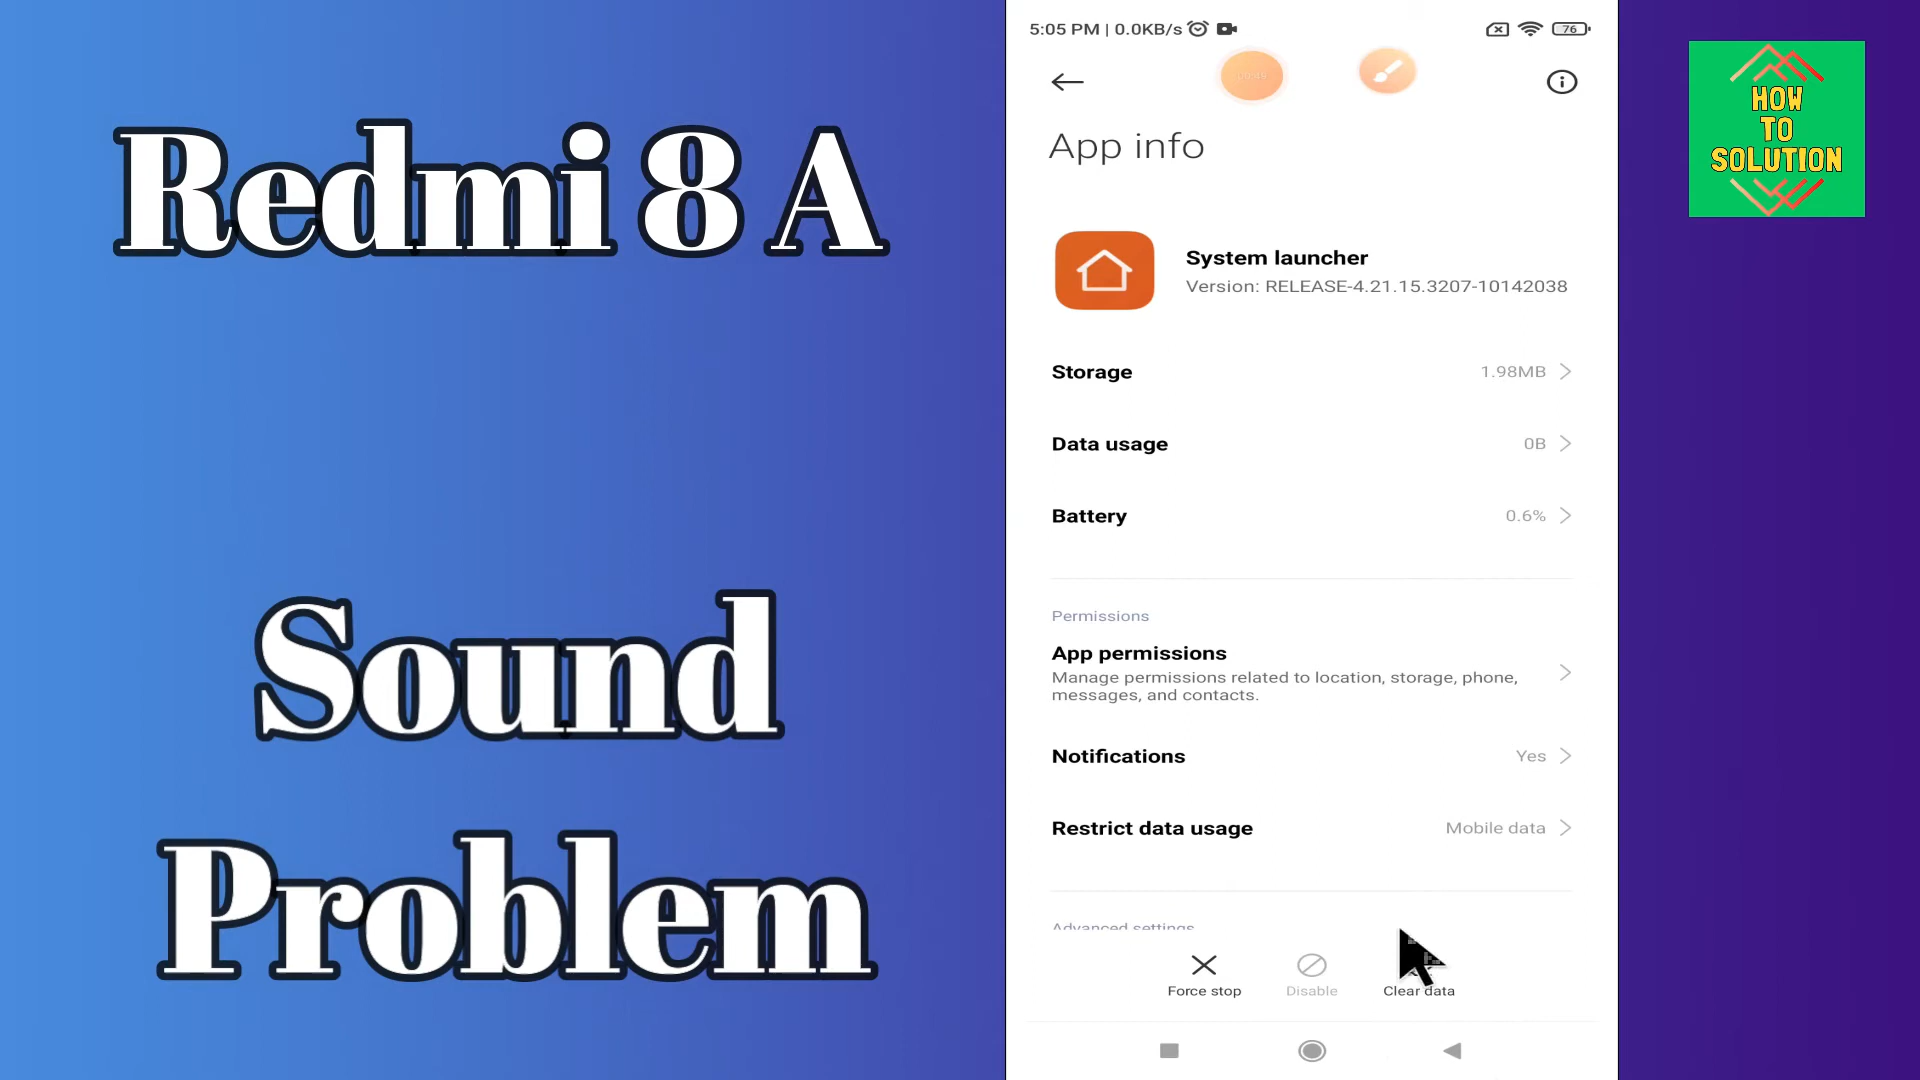 Redmi 8 A
Sound
Problem
5:05 PM | 0.0KB/s
76
App info
System launcher
Version: RELEASE-4.21.15.3207-10142038
Storage
1.98MB
Data usage
0B
Battery
0.6%
Permissions
App permissions
Manage permissions related to location, storage, phone,
messages, and contacts.
Notifications
Yes
Restrict data usage
Mobile data
Advanced settings
Force stop
Disable
Clear data
HOW
TO
SOLUTION